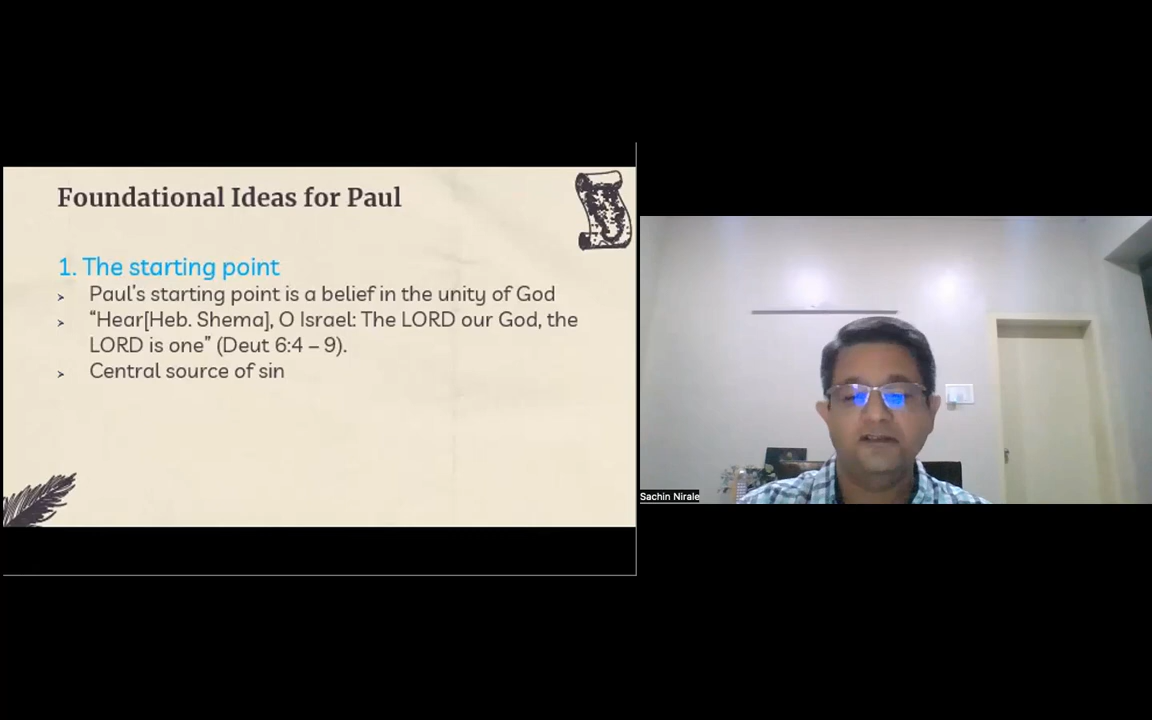 Foundational Ideas for Paul
1. The starting point
➢ Paul's starting point is a belief in the unity of God
➢ “Hear[Heb. Shema], O Israel: The LORD our God, the
LORD is one” (Deut 6:4 – 9).
➢ Central source of sin
Sachin Nirale